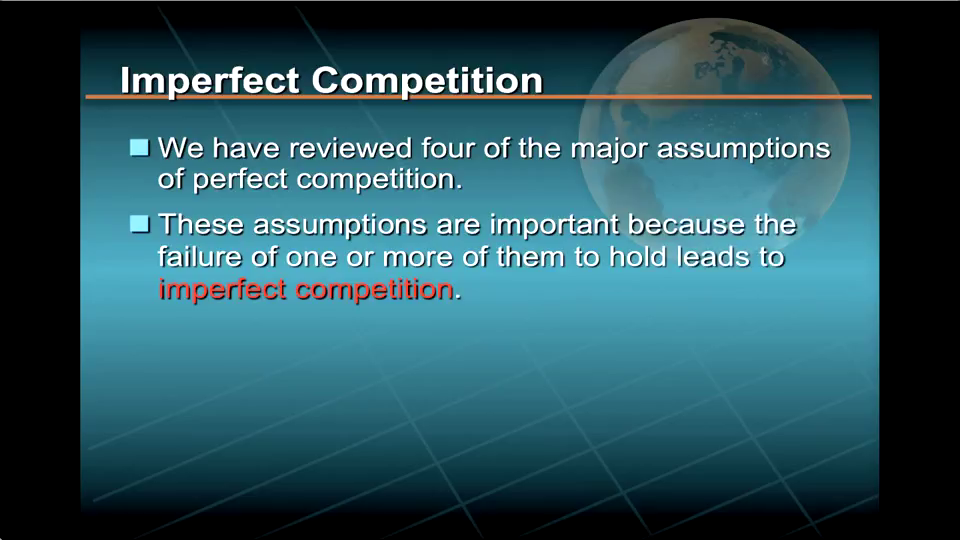 Imperfect Competition
We have reviewed four of the major assumptions
of perfect competition.
These assumptions are important because the
failure of one or more of them to hold leads to
imperfect competition.